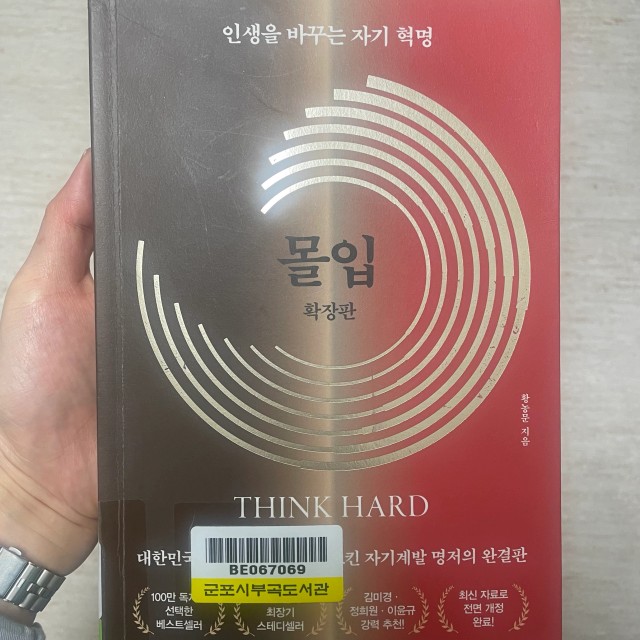 인생을 바꾸는 자기 혁명
몰입
확장판
황농문 지음
THINK HARD
대한민국 킨 자기계발 명저의 완결판
BE067069
군포시부곡도서관
100만 독자
선택한
베스트셀러
최장기
스테디셀러
김미경 ·
정희원 · 이윤규
강력 추천!
최신 자료로
전면 개정
완료!